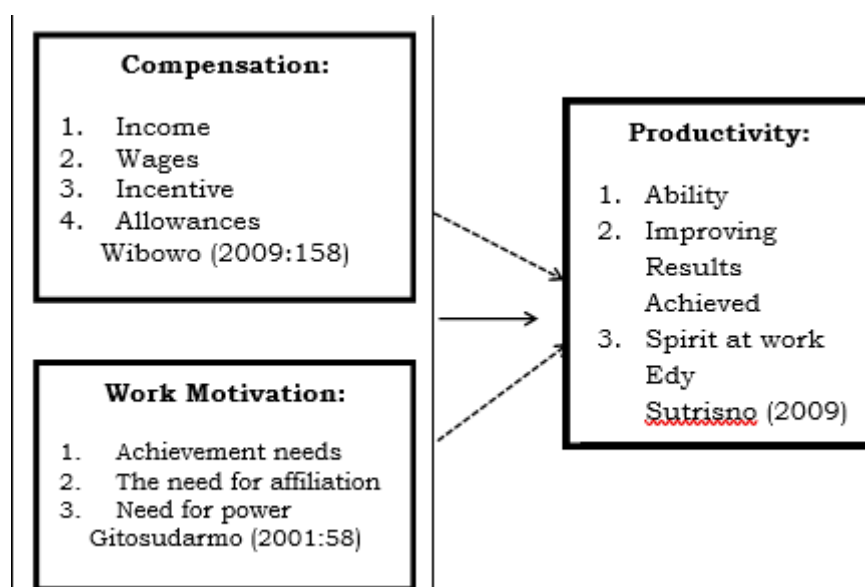 Compensation:
1. Income
2. Wages
3. Incentive
4. Allowances
Wibowo (2009:158)
Work Motivation:
1. Achievement needs
2. The need for affiliation
3. Need for power
Gitosudarmo (2001:58)
Productivity:
1. Ability
2. Improving
Results
Achieved
3. Spirit at work
Edy
Sutrisno (2009)